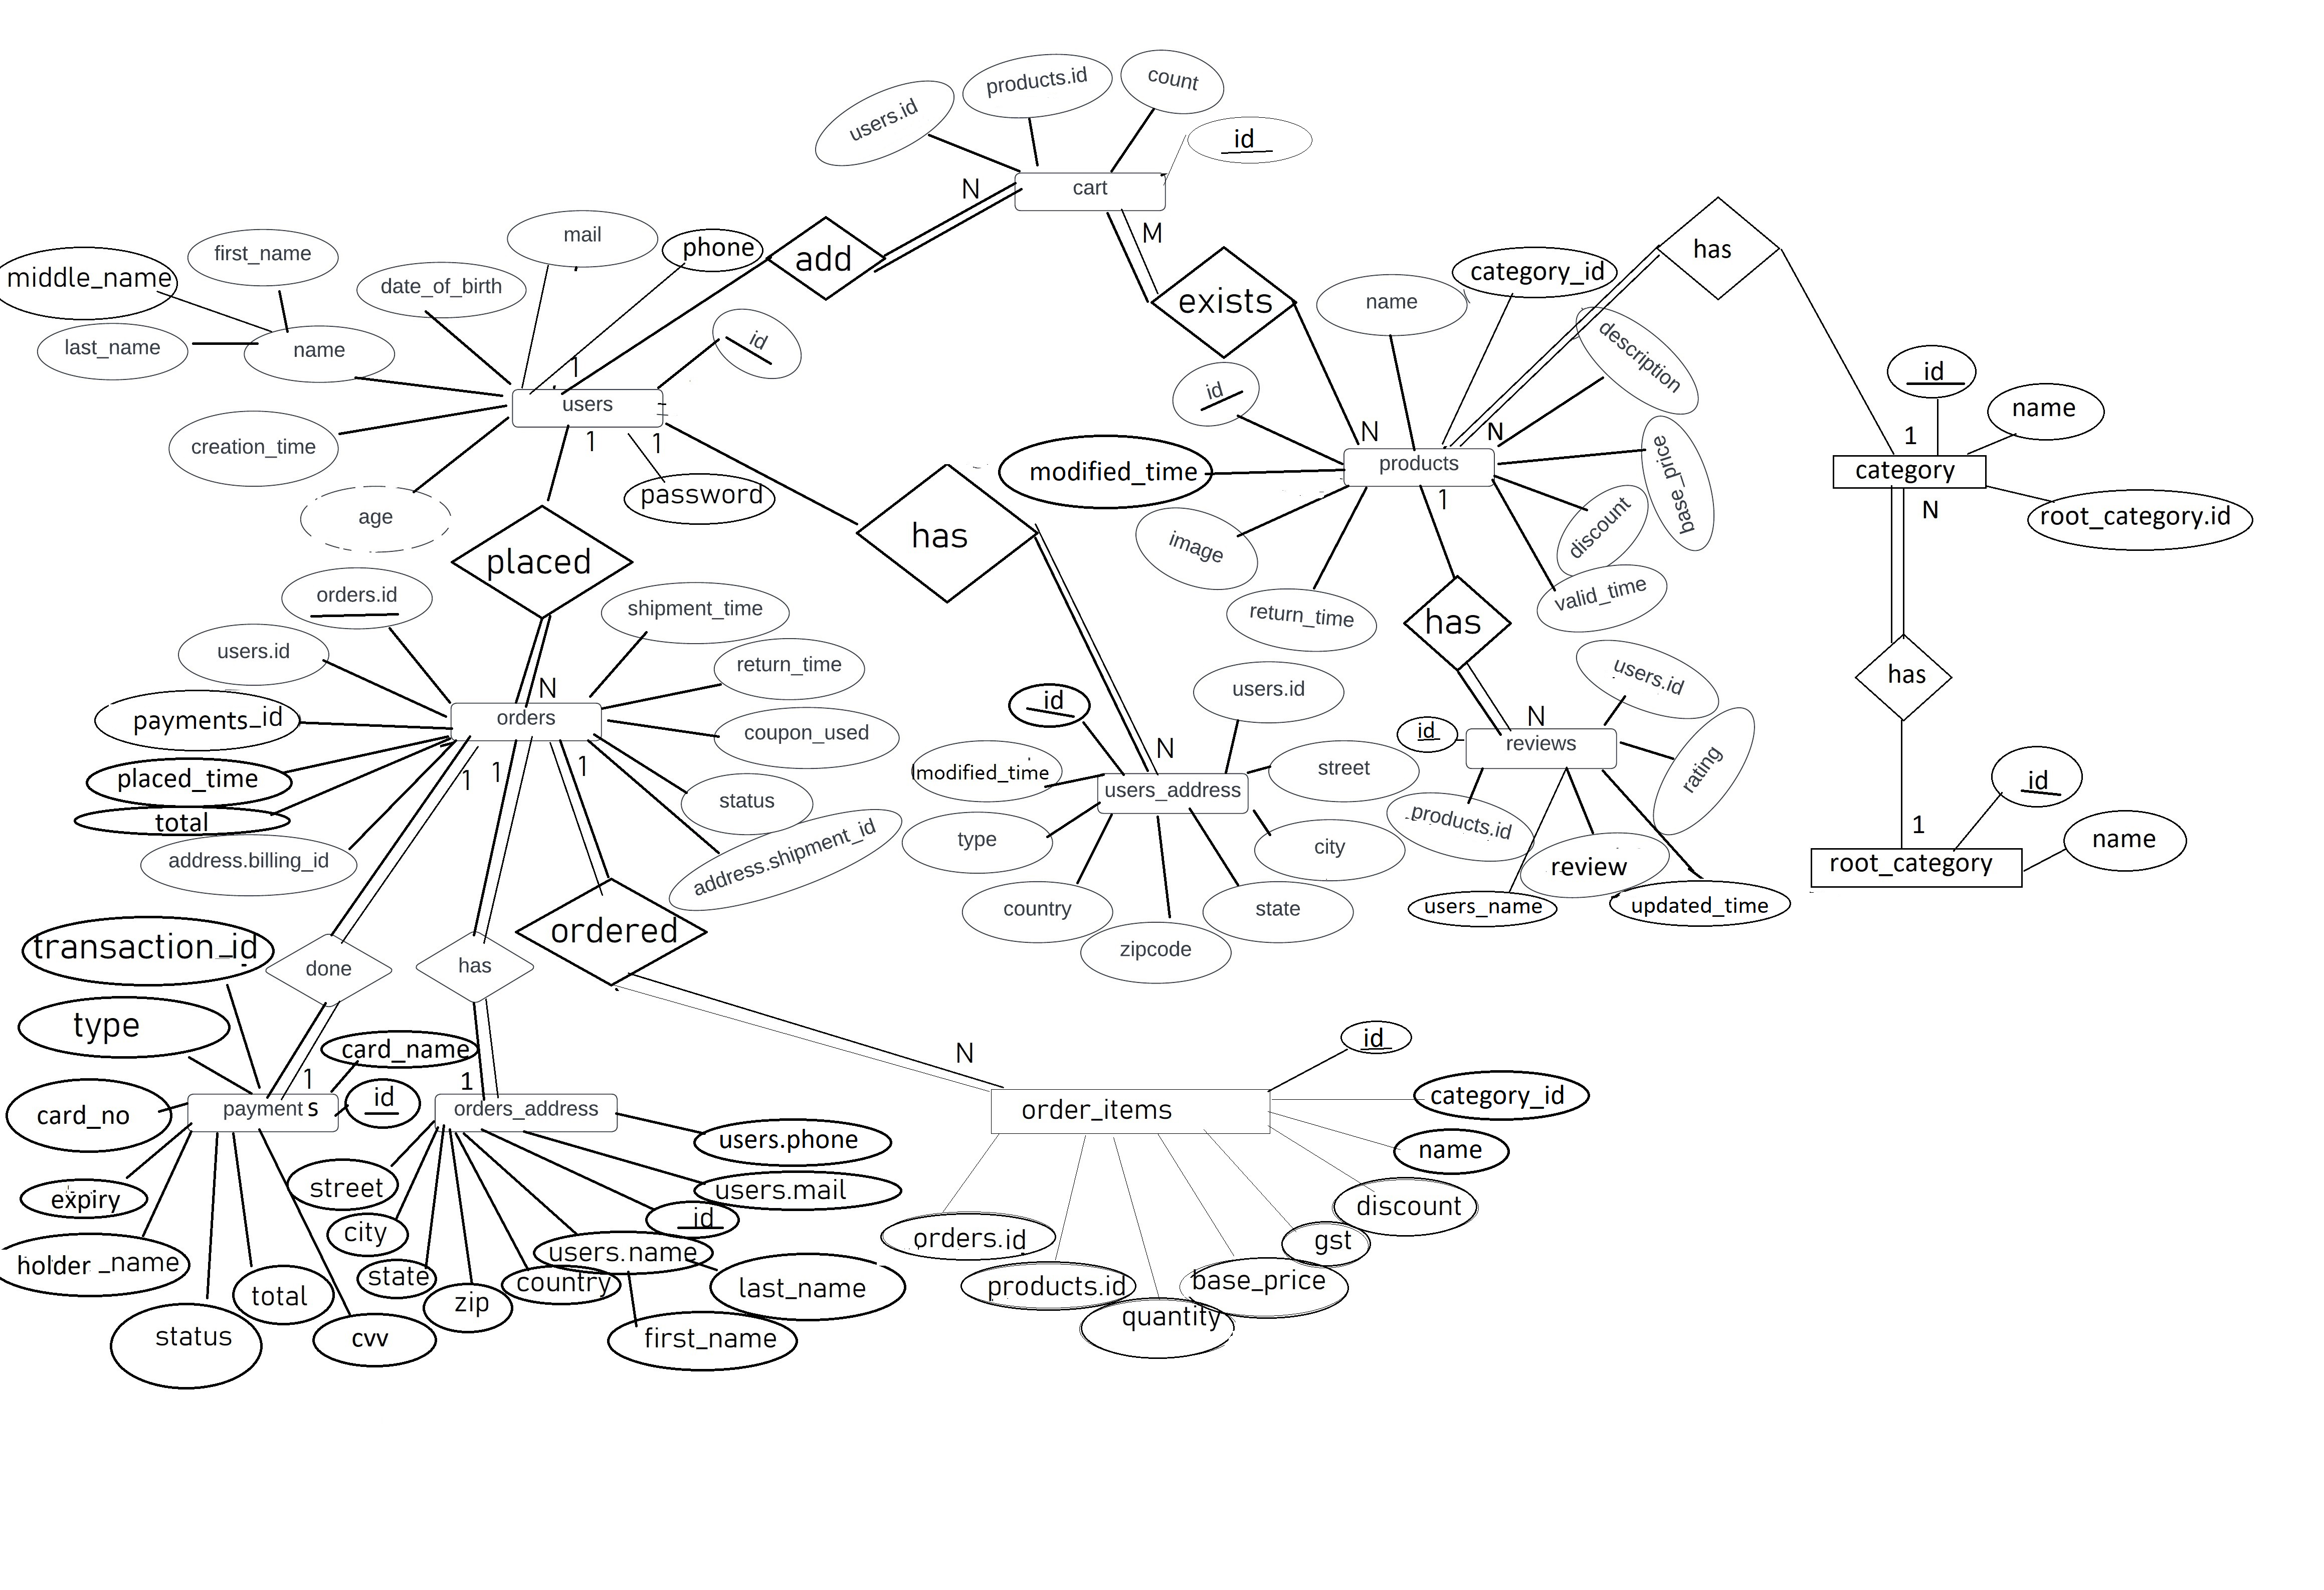 users.id
products.id
count
id
cart
N
M
add
exists
has
mail
phone
first_name
middle_name
date_of_birth
last_name
name
id
1
users
creation_time
age
1
1
password
placed
has
name
category_id
description
id
modified_time
N
N
products
base_price
1
discount
image
return_time
valid_time
has
id
name
1
category
N
root_category.id
has
1
id
name
root_category
orders.id
shipment_time
users.id
return_time
payments_id
N
orders
coupon_used
placed_time
total
1
1
1
status
address.billing_id
address.shipment_id
id
users.id
N
modified_time
users_address
street
type
city
country
state
zipcode
users.id
id
N
reviews
rating
products.id
review
users_name
updated_time
transaction_id
done
has
ordered
type
card_name
1
1
id
card_no
payments
orders_address
users.phone
street
users.mail
expiry
id
city
users.name
holder_name
state
country
last_name
total
zip
status
cvv
first_name
N
id
order_items
category_id
name
discount
orders.id
gst
products.id
base_price
quantity